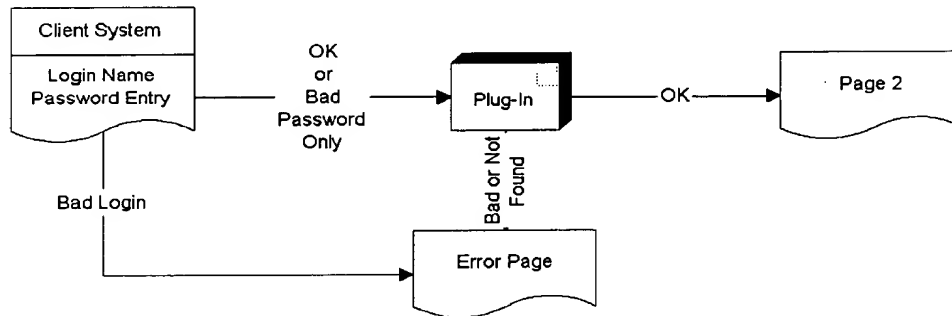 Client System
Login Name
Password Entry
OK
or
Bad
Password
Only
Plug-In
OK
Page 2
Bad Login
Bad or Not
Found
Error Page